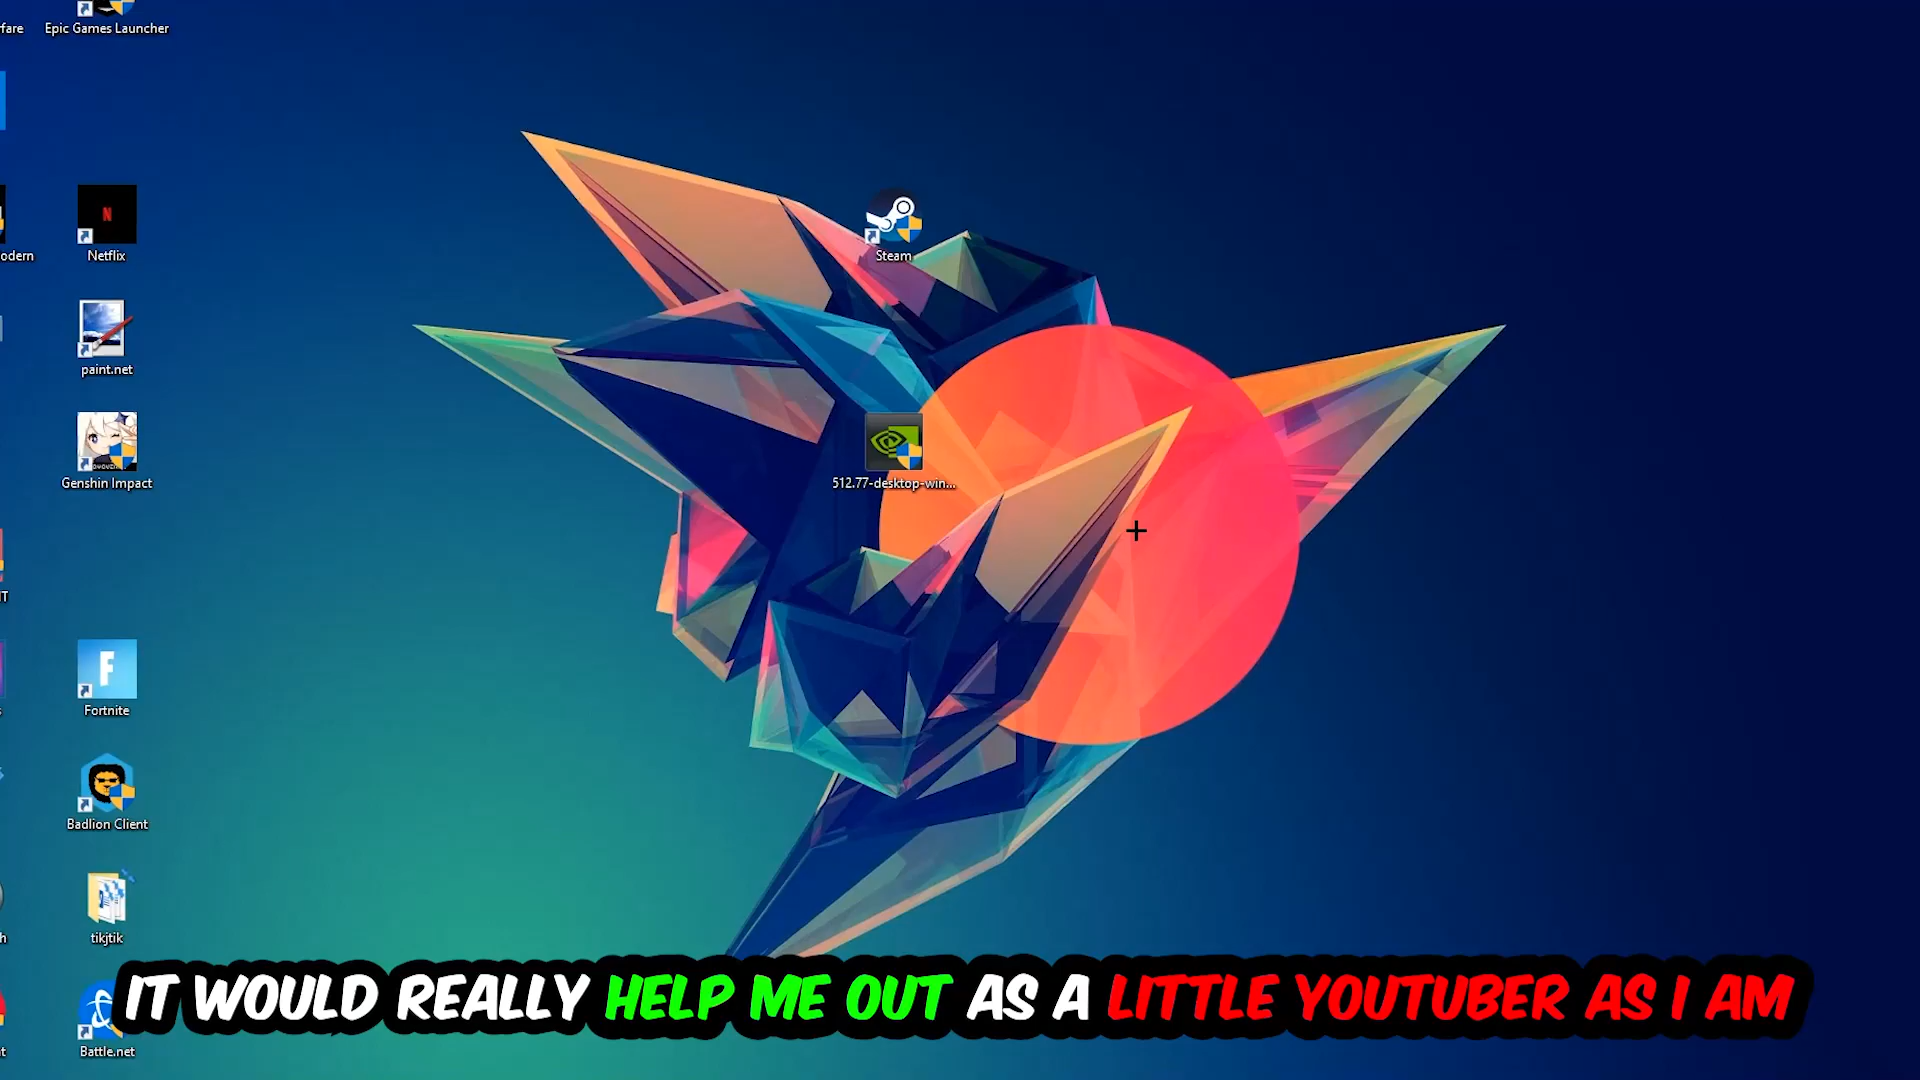 fare
Epic Games Launcher
odern
N
Netflix
Steam
paint.net
512.77-desktop-win...
Genshin Impact
F
Fortnite
Badlion Client
tikjtik
IT WOULD REALLY HELP ME OUT AS A LITTLE YOUTUBER AS I AM
Battle.net